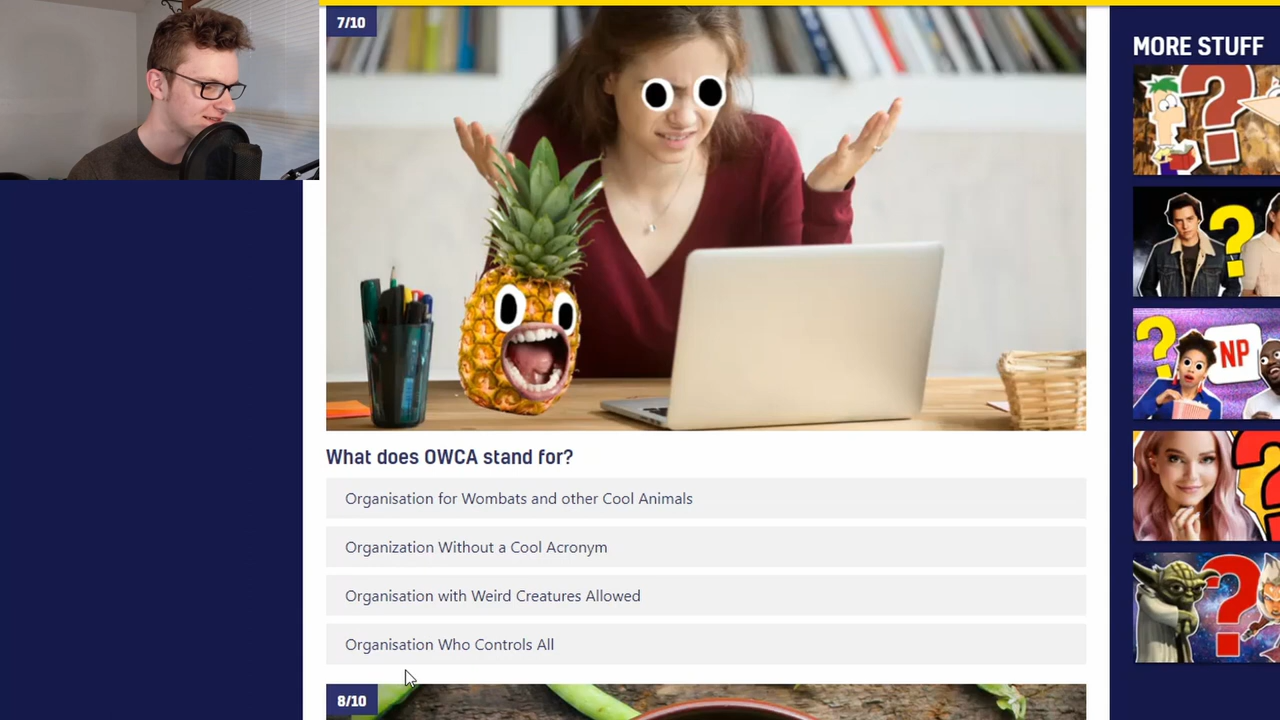 7/10
MORE STUFF
NP
What does OWCA stand for?
Organisation for Wombats and other Cool Animals
Organization Without a Cool Acronym
Organisation with Weird Creatures Allowed
Organisation Who Controls All
8/10